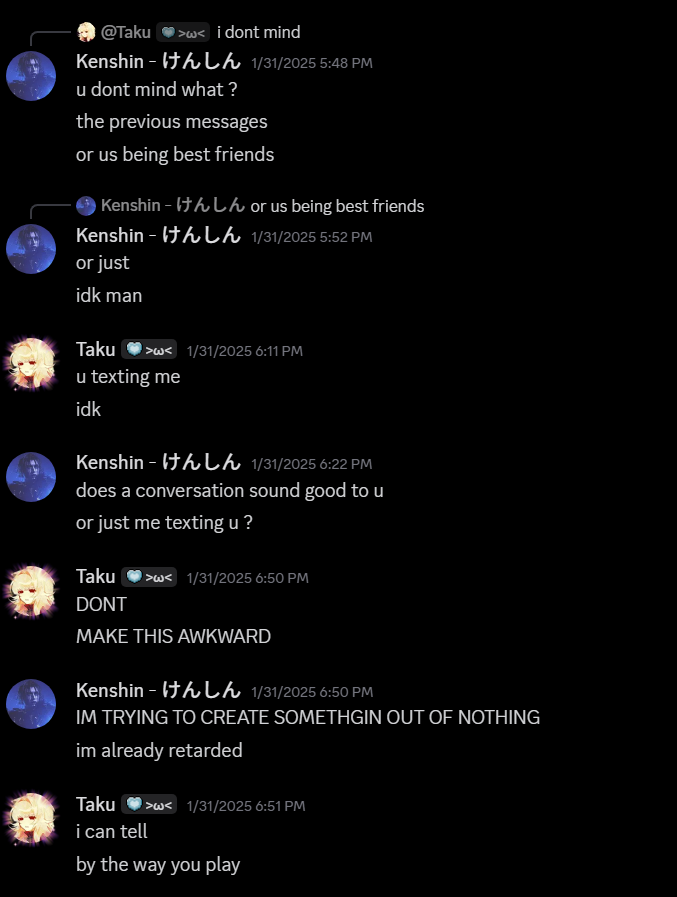 @Taku >ω< i dont mind
Kenshin - けんしん 1/31/2025 5:48 PM
u dont mind what ?
the previous messages
or us being best friends
Kenshin - けんしん or us being best friends
Kenshin - けんしん 1/31/2025 5:52 PM
or just
idk man
Taku >ω< 1/31/2025 6:11 PM
u texting me
idk
Kenshin - けんしん 1/31/2025 6:22 PM
does a conversation sound good to u
or just me texting u ?
Taku >ω< 1/31/2025 6:50 PM
DONT
MAKE THIS AWKWARD
Kenshin - けんしん 1/31/2025 6:50 PM
IM TRYING TO CREATE SOMETHGIN OUT OF NOTHING
im already retarded
Taku >ω< 1/31/2025 6:51 PM
i can tell
by the way you play